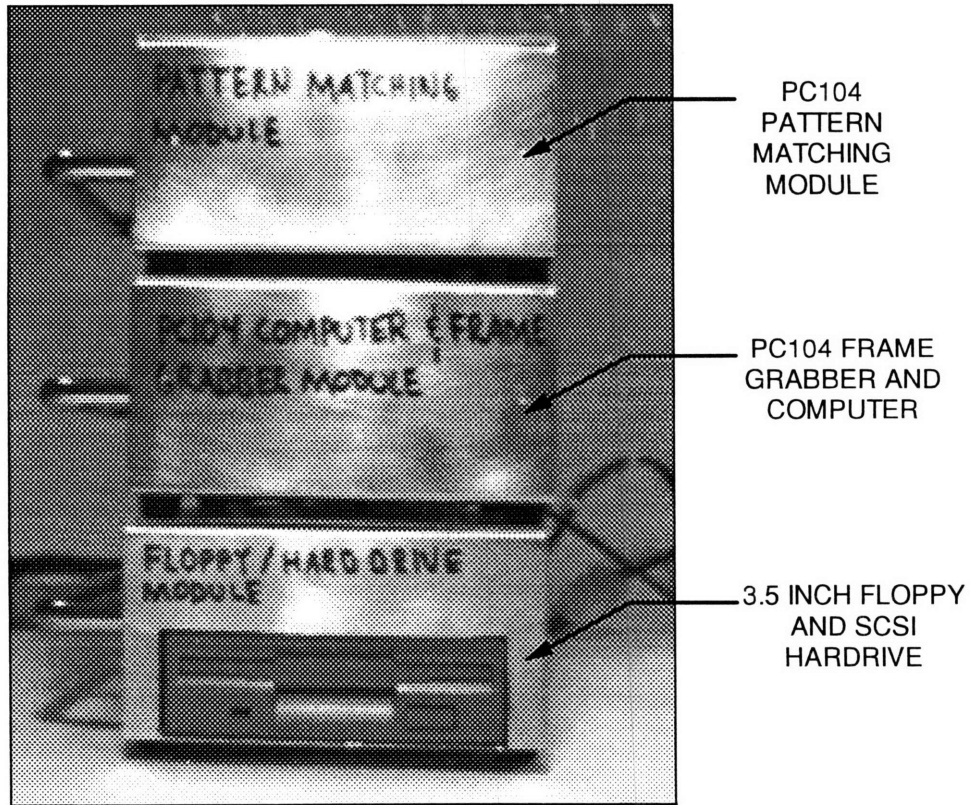 PATTERN MATCHING
MODULE
PC104 COMPUTER & FRAME
GRABBER MODULE
FLOPPY / HARD DRIVE
MODULE
PC104
PATTERN
MATCHING
MODULE
PC104 FRAME
GRABBER AND
COMPUTER
3.5 INCH FLOPPY
AND SCSI
HARDRIVE